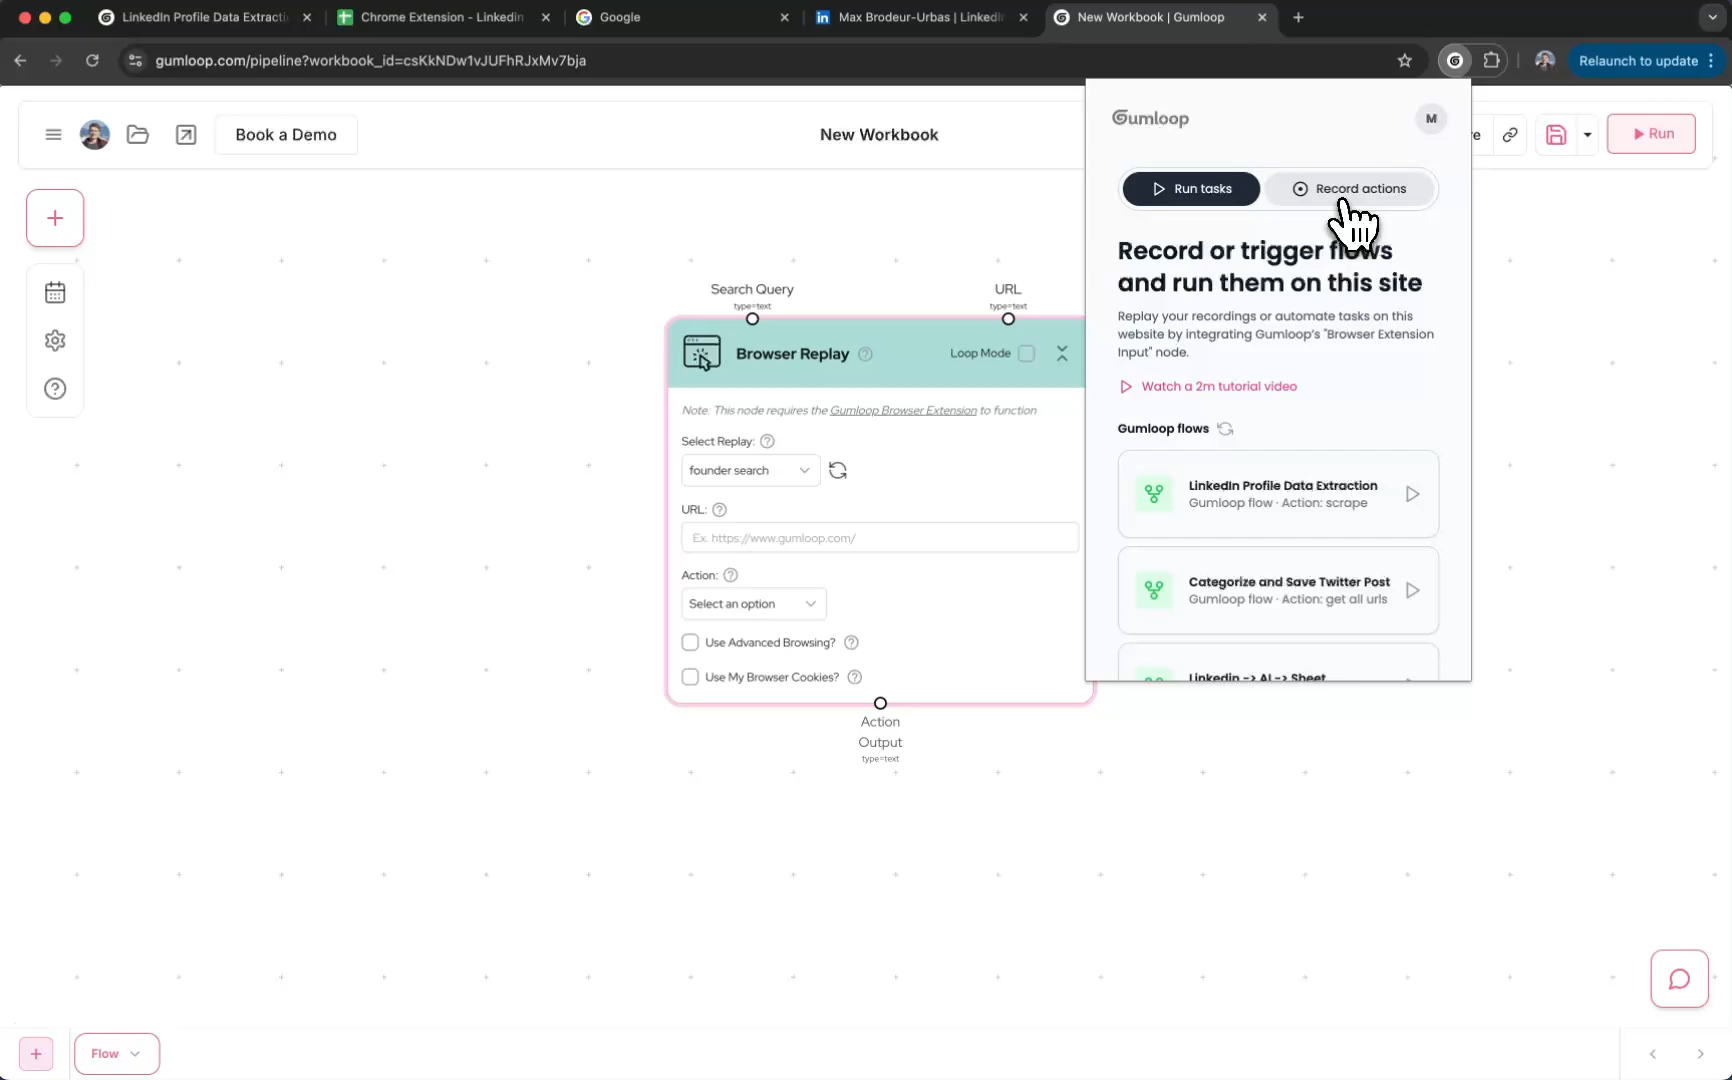 LinkedIn Profile Data Extracti
Chrome Extension - Linkedin
Google
Max Brodeur-Urbas | LinkedIn
New Workbook | Gumloop
gumloop.com/pipeline?workbook_id=csKkNDw1vJUFhRJxMv7bja
Relaunch to update
Book a Demo
New Workbook
e
Run
Gumloop
M
Run tasks
Record actions
Record or trigger flows
and run them on this site
Replay your recordings or automate tasks on this
website by integrating Gumloop's "Browser Extension
Input" node.
Watch a 2m tutorial video
Gumloop flows
LinkedIn Profile Data Extraction
Gumloop flow · Action: scrape
Categorize and Save Twitter Post
Gumloop flow · Action: get all urls
Linkedin -> AI -> Sheet
Search Query
type=text
URL
type=text
Browser Replay
Loop Mode
Note: This node requires the Gumloop Browser Extension to function
Select Replay:
founder search
URL:
Ex. https://www.gumloop.com/
Action:
Select an option
Use Advanced Browsing?
Use My Browser Cookies?
Action
Output
type=text
Flow